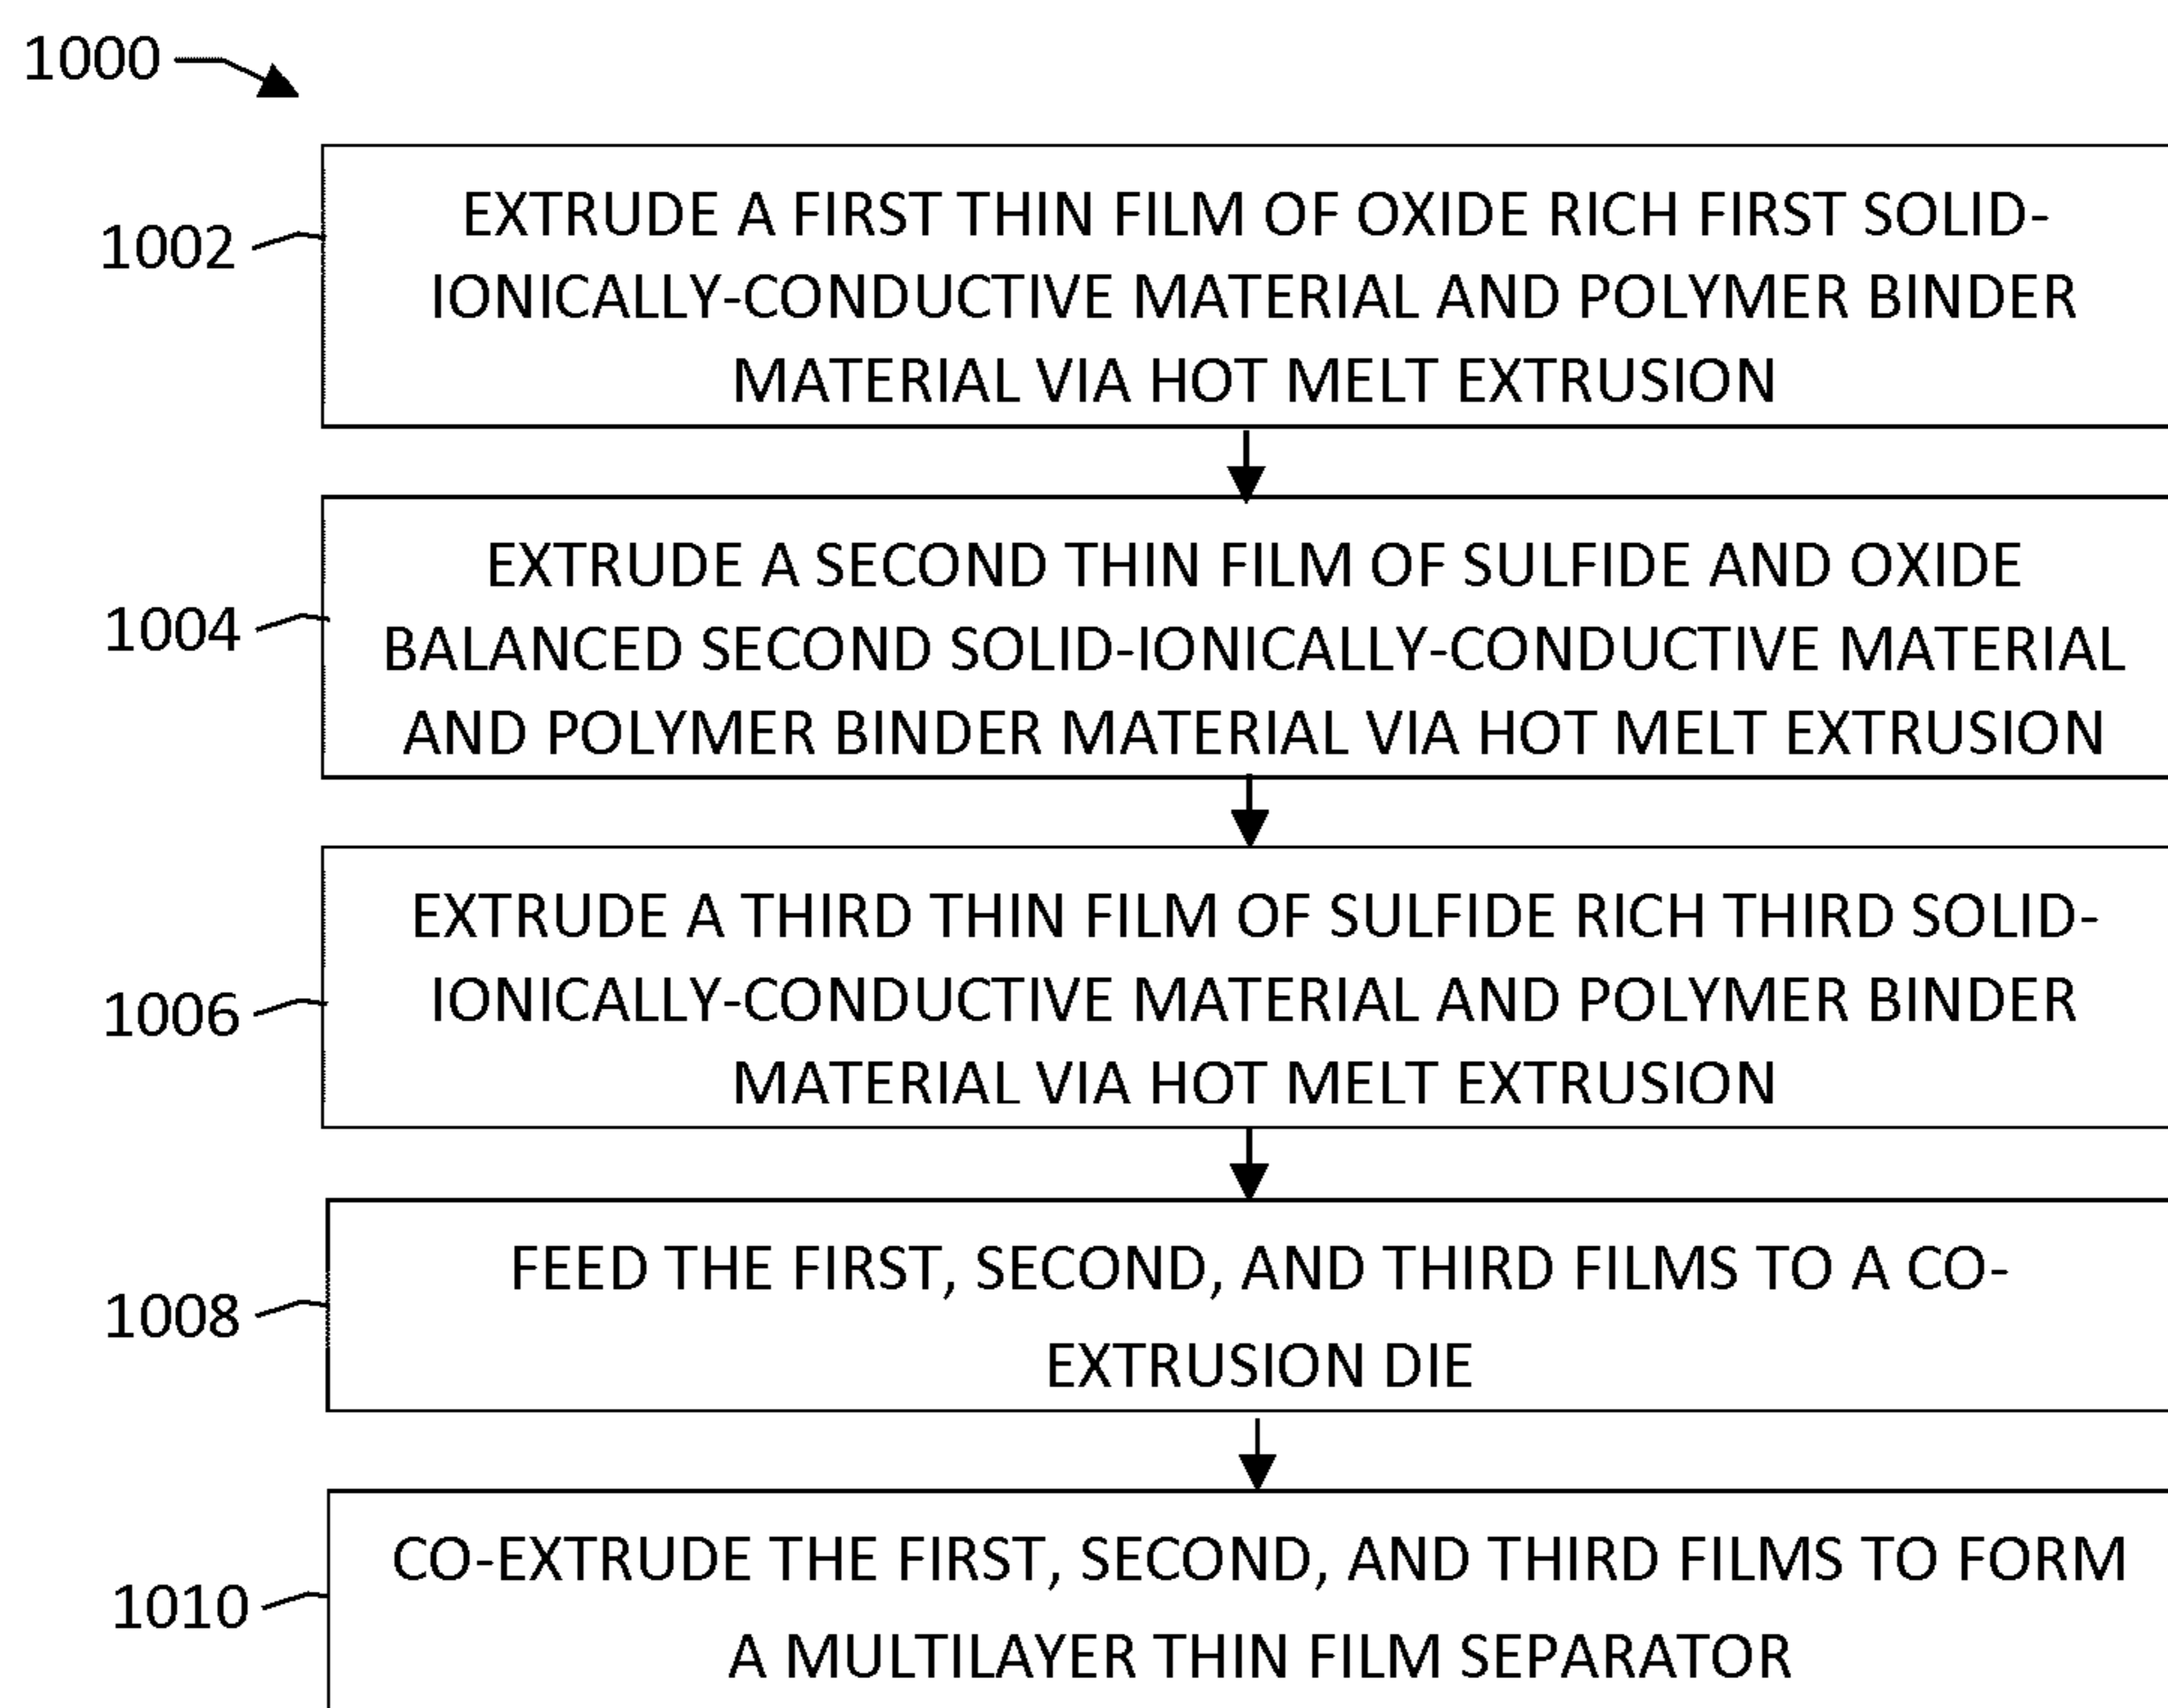 1000
1002
EXTRUDE A FIRST THIN FILM OF OXIDE RICH FIRST SOLID-
IONICALLY-CONDUCTIVE MATERIAL AND POLYMER BINDER
MATERIAL VIA HOT MELT EXTRUSION
1004
EXTRUDE A SECOND THIN FILM OF SULFIDE AND OXIDE
BALANCED SECOND SOLID-IONICALLY-CONDUCTIVE MATERIAL
AND POLYMER BINDER MATERIAL VIA HOT MELT EXTRUSION
1006
EXTRUDE A THIRD THIN FILM OF SULFIDE RICH THIRD SOLID-
IONICALLY-CONDUCTIVE MATERIAL AND POLYMER BINDER
MATERIAL VIA HOT MELT EXTRUSION
1008
FEED THE FIRST, SECOND, AND THIRD FILMS TO A CO-
EXTRUSION DIE
1010
CO-EXTRUDE THE FIRST, SECOND, AND THIRD FILMS TO FORM
A MULTILAYER THIN FILM SEPARATOR